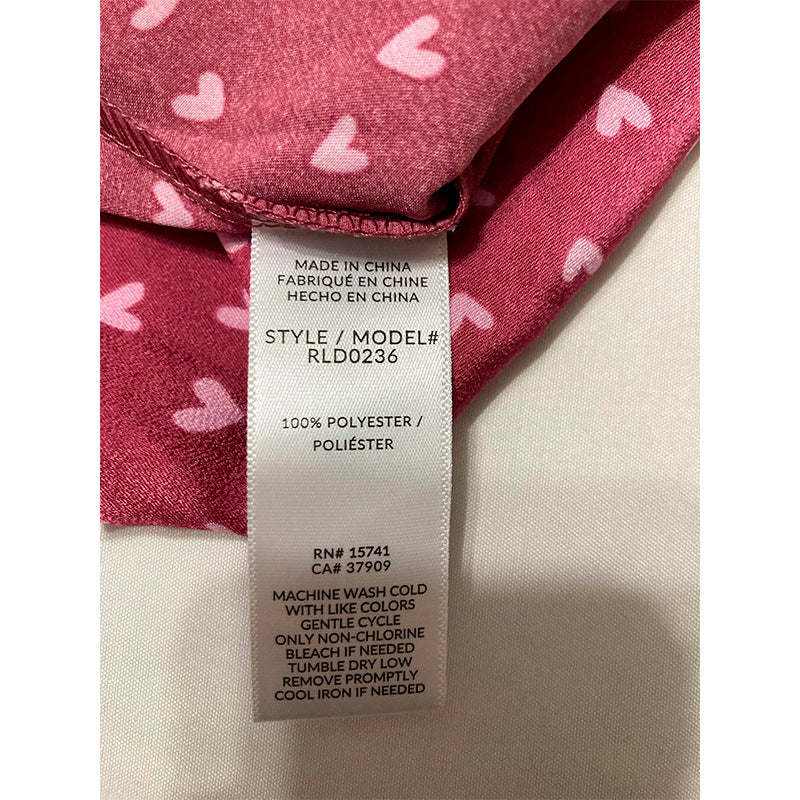 MADE IN CHINA
FABRIQUÉ EN CHINE
HECHO EN CHINA
STYLE / MODEL#
RLD0236
100% POLYESTER /
POLIÉSTER
RN# 15741
CA# 37909
MACHINE WASH COLD
WITH LIKE COLORS
GENTLE CYCLE
ONLY NON-CHLORINE
BLEACH IF NEEDED
TUMBLE DRY LOW
REMOVE PROMPTLY
COOL IRON IF NEEDED